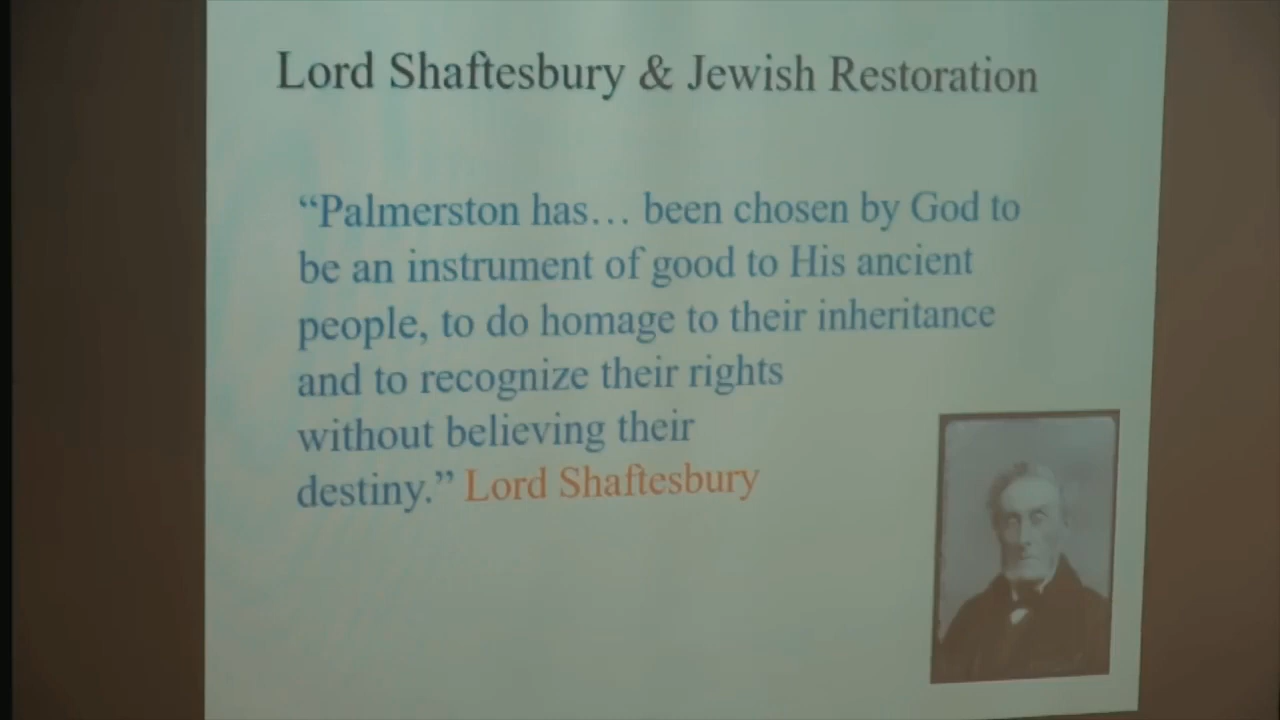 Lord Shaftesbury & Jewish Restoration
“Palmerston has… been chosen by God to
be an instrument of good to His ancient
people, to do homage to their inheritance
and to recognize their rights
without believing their
destiny.” Lord Shaftesbury